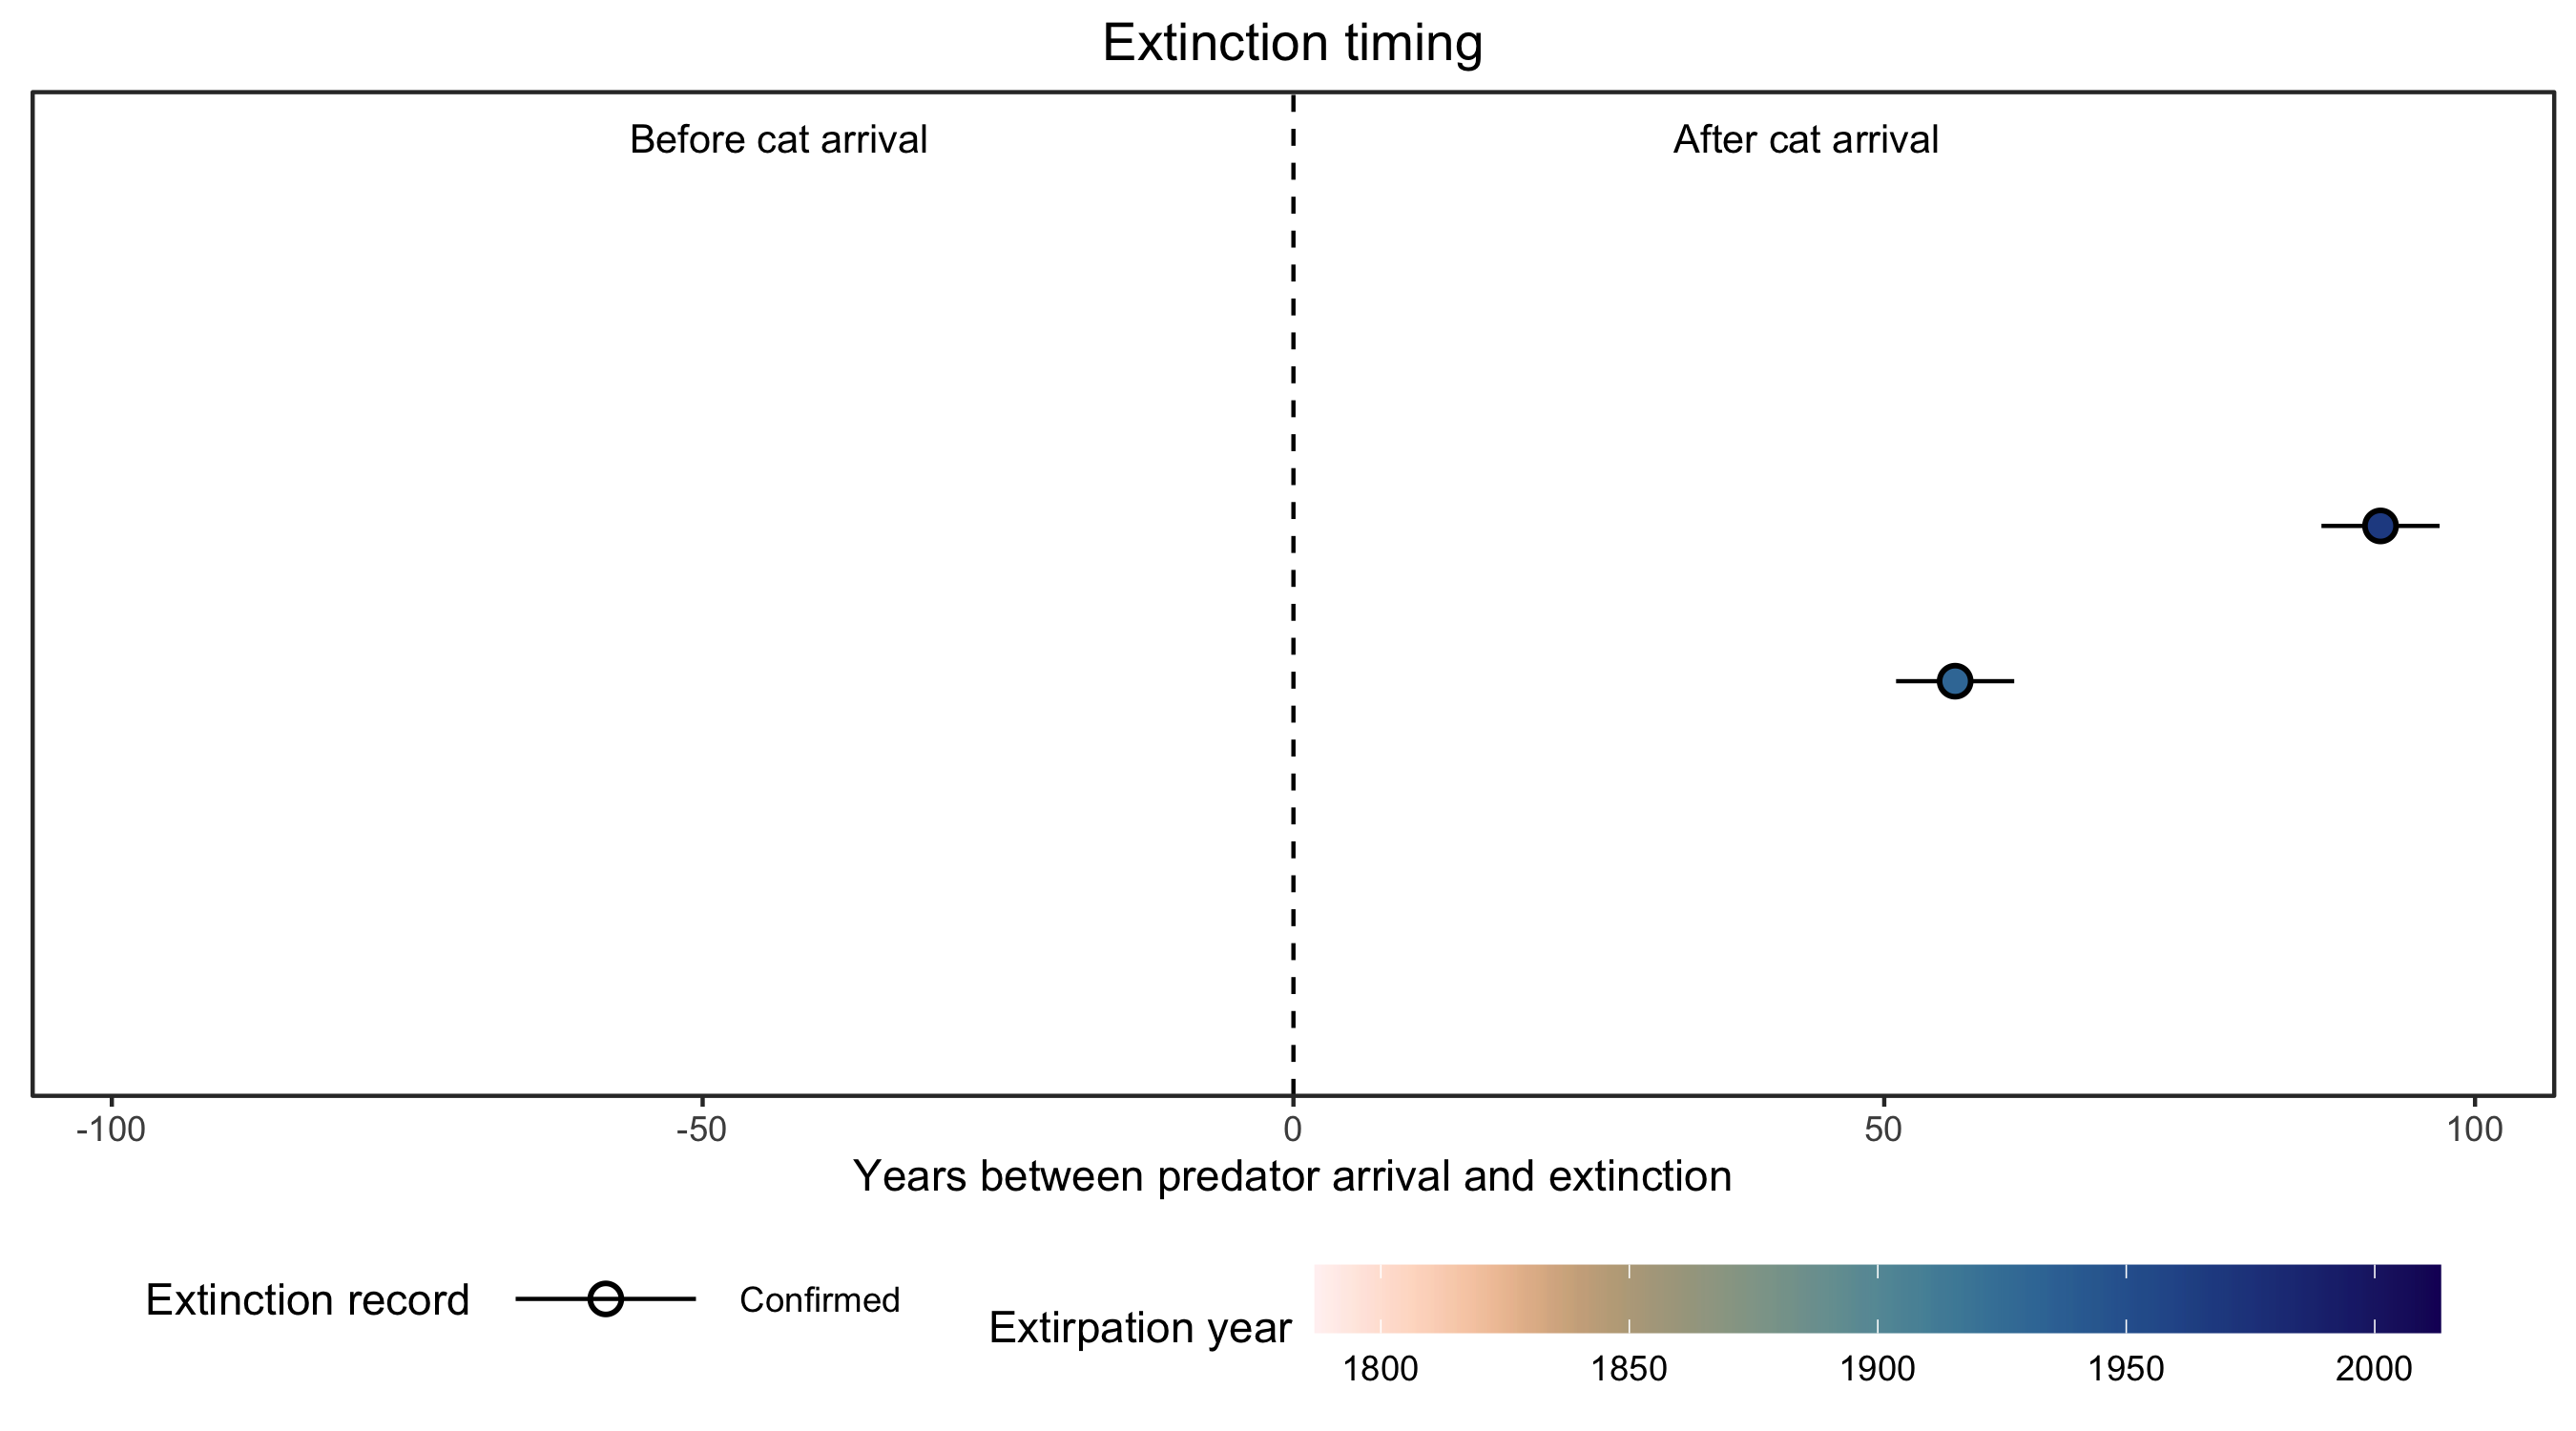 Extinction timing
Before cat arrival
After cat arrival
-100
-50
0
50
100
Years between predator arrival and extinction
Extinction record
Confirmed
Extirpation year
1800
1850
1900
1950
2000